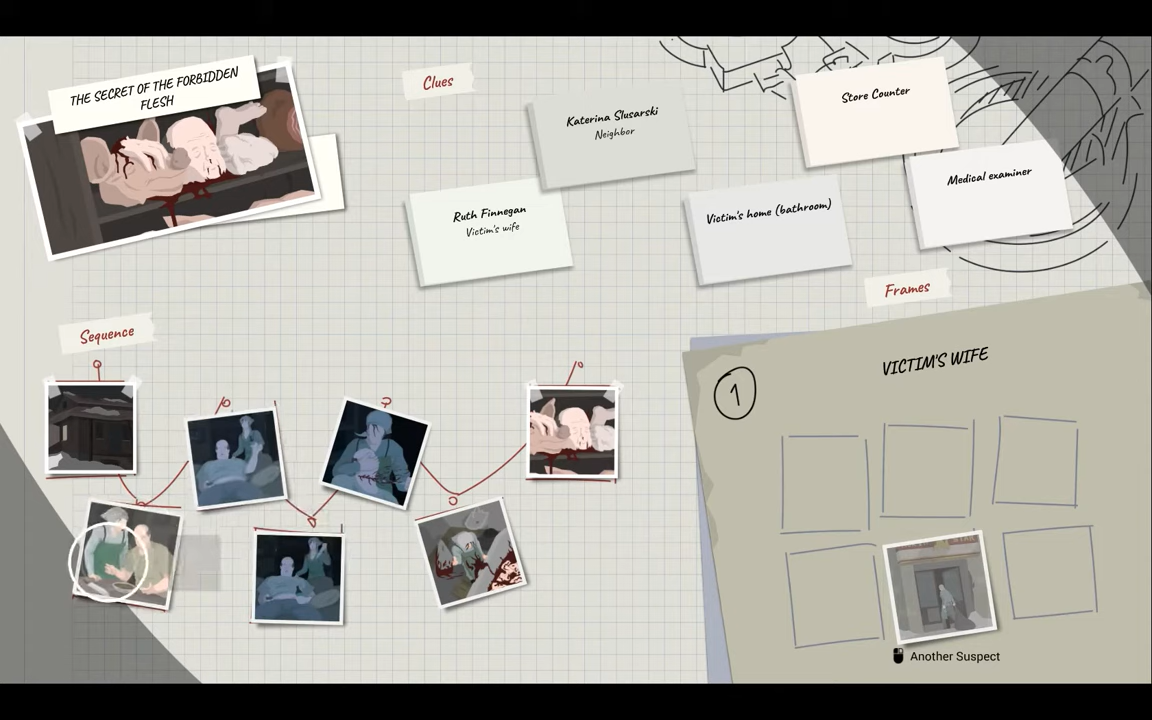 THE SECRET OF THE FORBIDDEN
FLESH
Clues
Katerina Slusarski
Neighbor
Store Counter
Ruth Finnegan
Victim's wife
Victim's home (bathroom)
Medical examiner
Frames
Sequence
VICTIM'S WIFE
1
Another Suspect